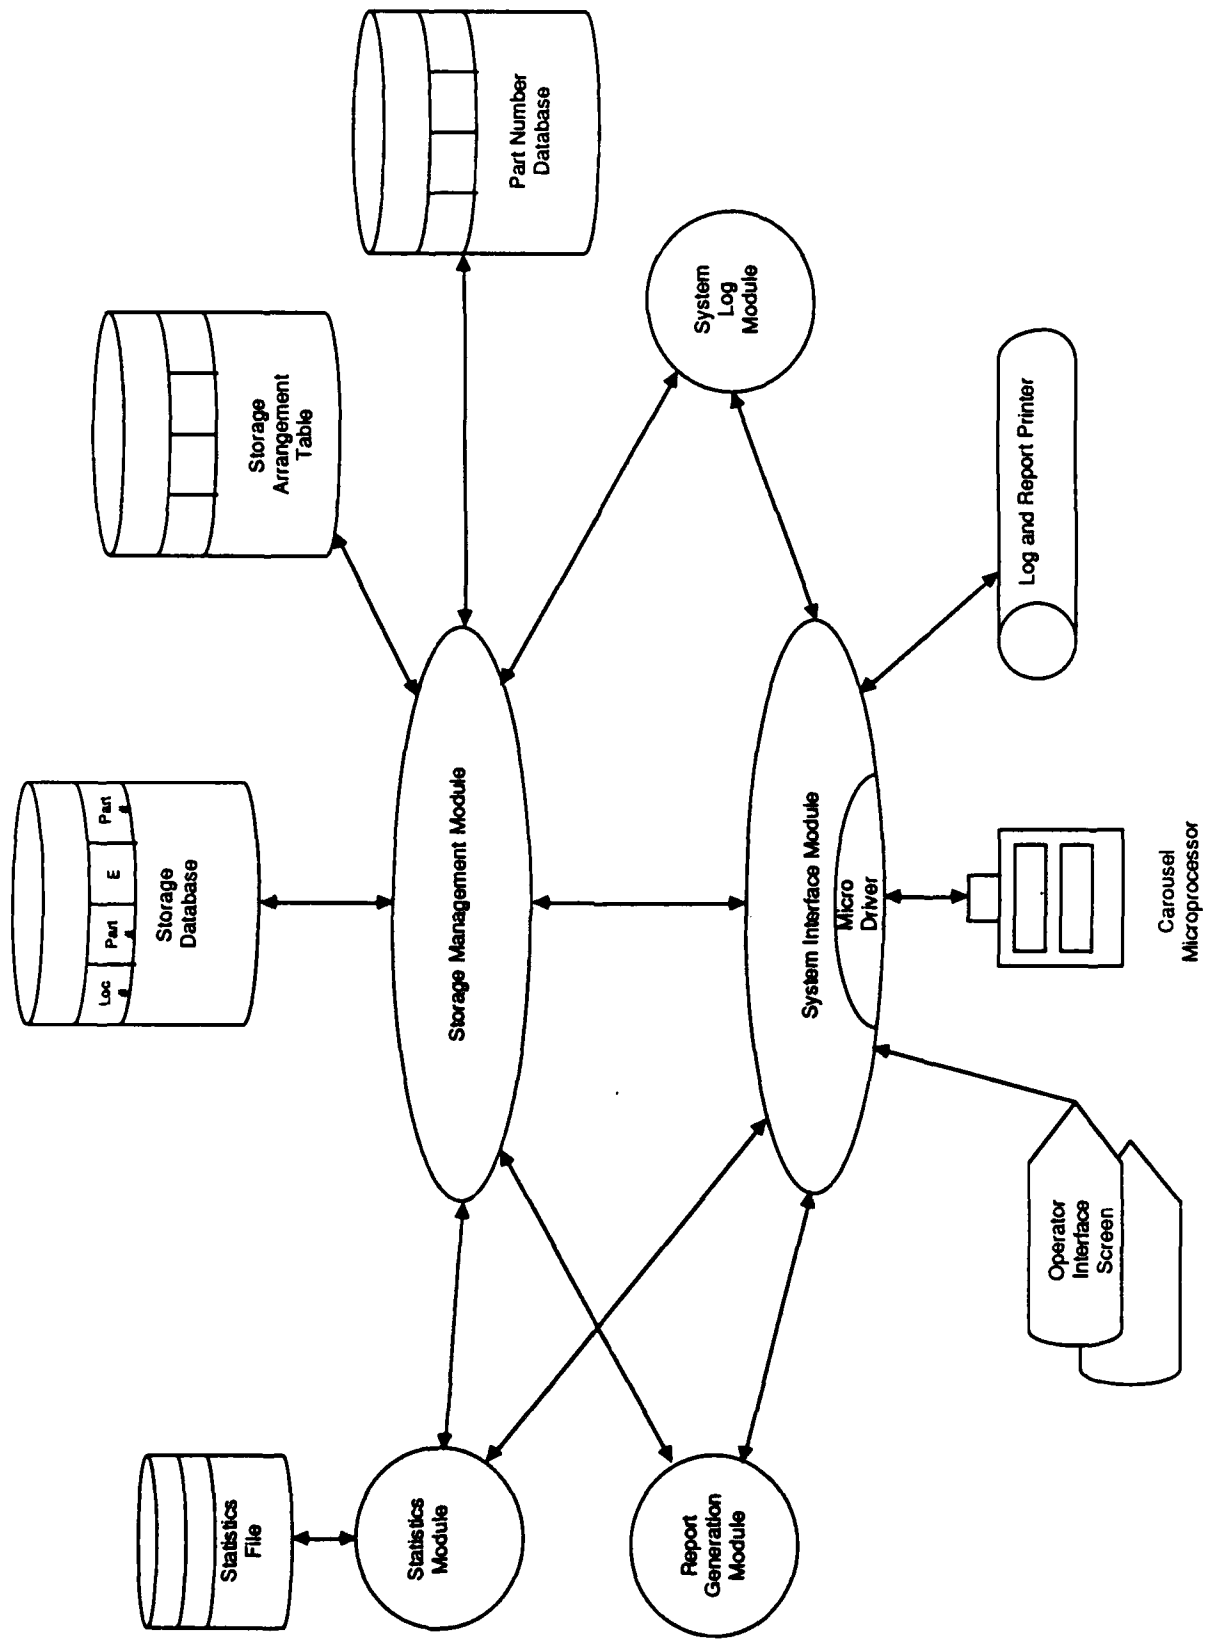 Statistics
File
Loc
#
Part
#
E
Part
#
Storage
Database
Storage
Arrangement
Table
Part Number
Database
Statistics
Module
Storage Management Module
Report
Generation
Module
System
Log
Module
System Interface Module
Micro
Driver
Operator
Interface
Screen
Carousel
Microprocessor
Log and Report Printer